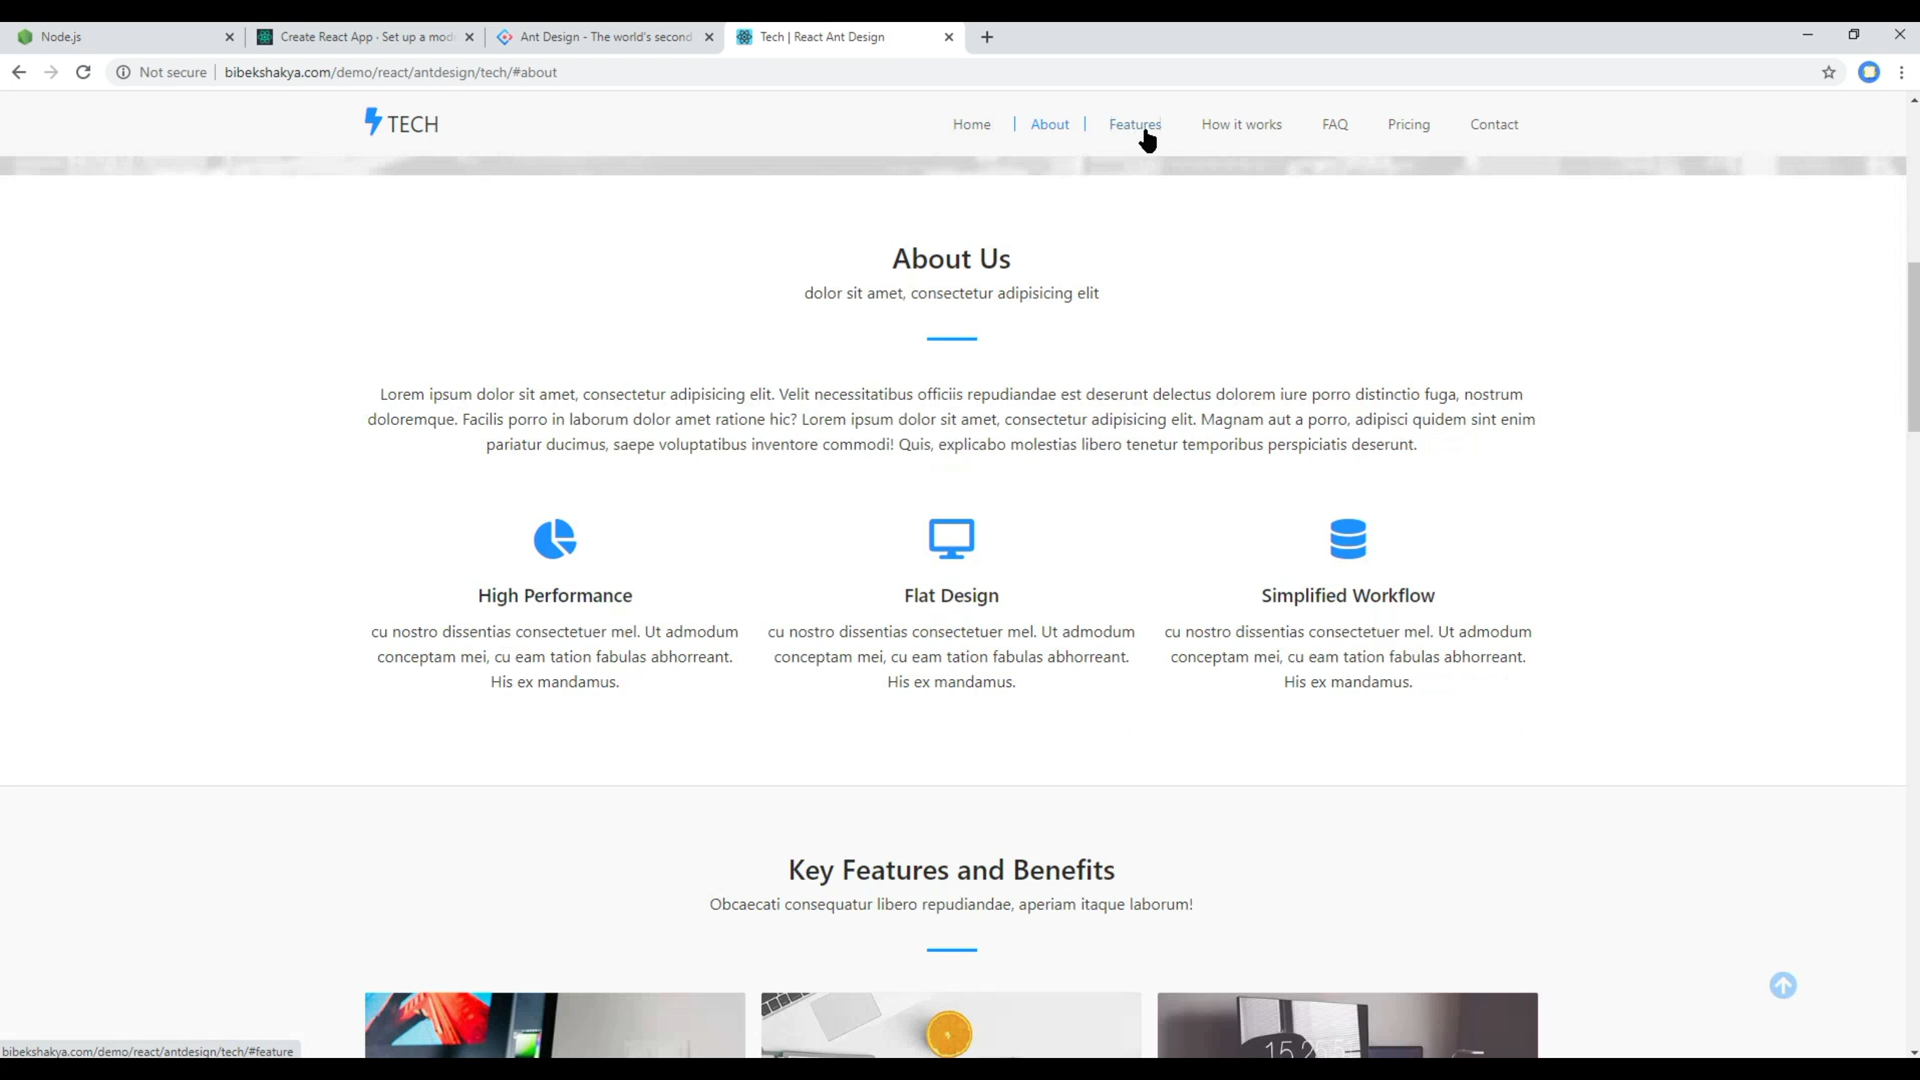 Node.js
Create React App · Set up a mod
Ant Design - The world's second
Tech | React Ant Design
Not secure
bibekshakya.com/demo/react/antdesign/tech/#about
TECH
Home
About
Features
How it works
FAQ
Pricing
Contact
About Us
dolor sit amet, consectetur adipisicing elit
Lorem ipsum dolor sit amet, consectetur adipisicing elit. Velit necessitatibus officiis repudiandae est deserunt delectus dolorem iure porro distinctio fuga, nostrum
doloremque. Facilis porro in laborum dolor amet ratione hic? Lorem ipsum dolor sit amet, consectetur adipisicing elit. Magnam aut a porro, adipisci quidem sint enim
pariatur ducimus, saepe voluptatibus inventore commodi! Quis, explicabo molestias libero tenetur temporibus perspiciatis deserunt.
High Performance
cu nostro dissentias consectetuer mel. Ut admodum
conceptam mei, cu eam tation fabulas abhorreant.
His ex mandamus.
Flat Design
cu nostro dissentias consectetuer mel. Ut admodum
conceptam mei, cu eam tation fabulas abhorreant.
His ex mandamus.
Simplified Workflow
cu nostro dissentias consectetuer mel. Ut admodum
conceptam mei, cu eam tation fabulas abhorreant.
His ex mandamus.
Key Features and Benefits
Obcaecati consequatur libero repudiandae, aperiam itaque laborum!
bibekshakya.com/demo/react/antdesign/tech/#feature